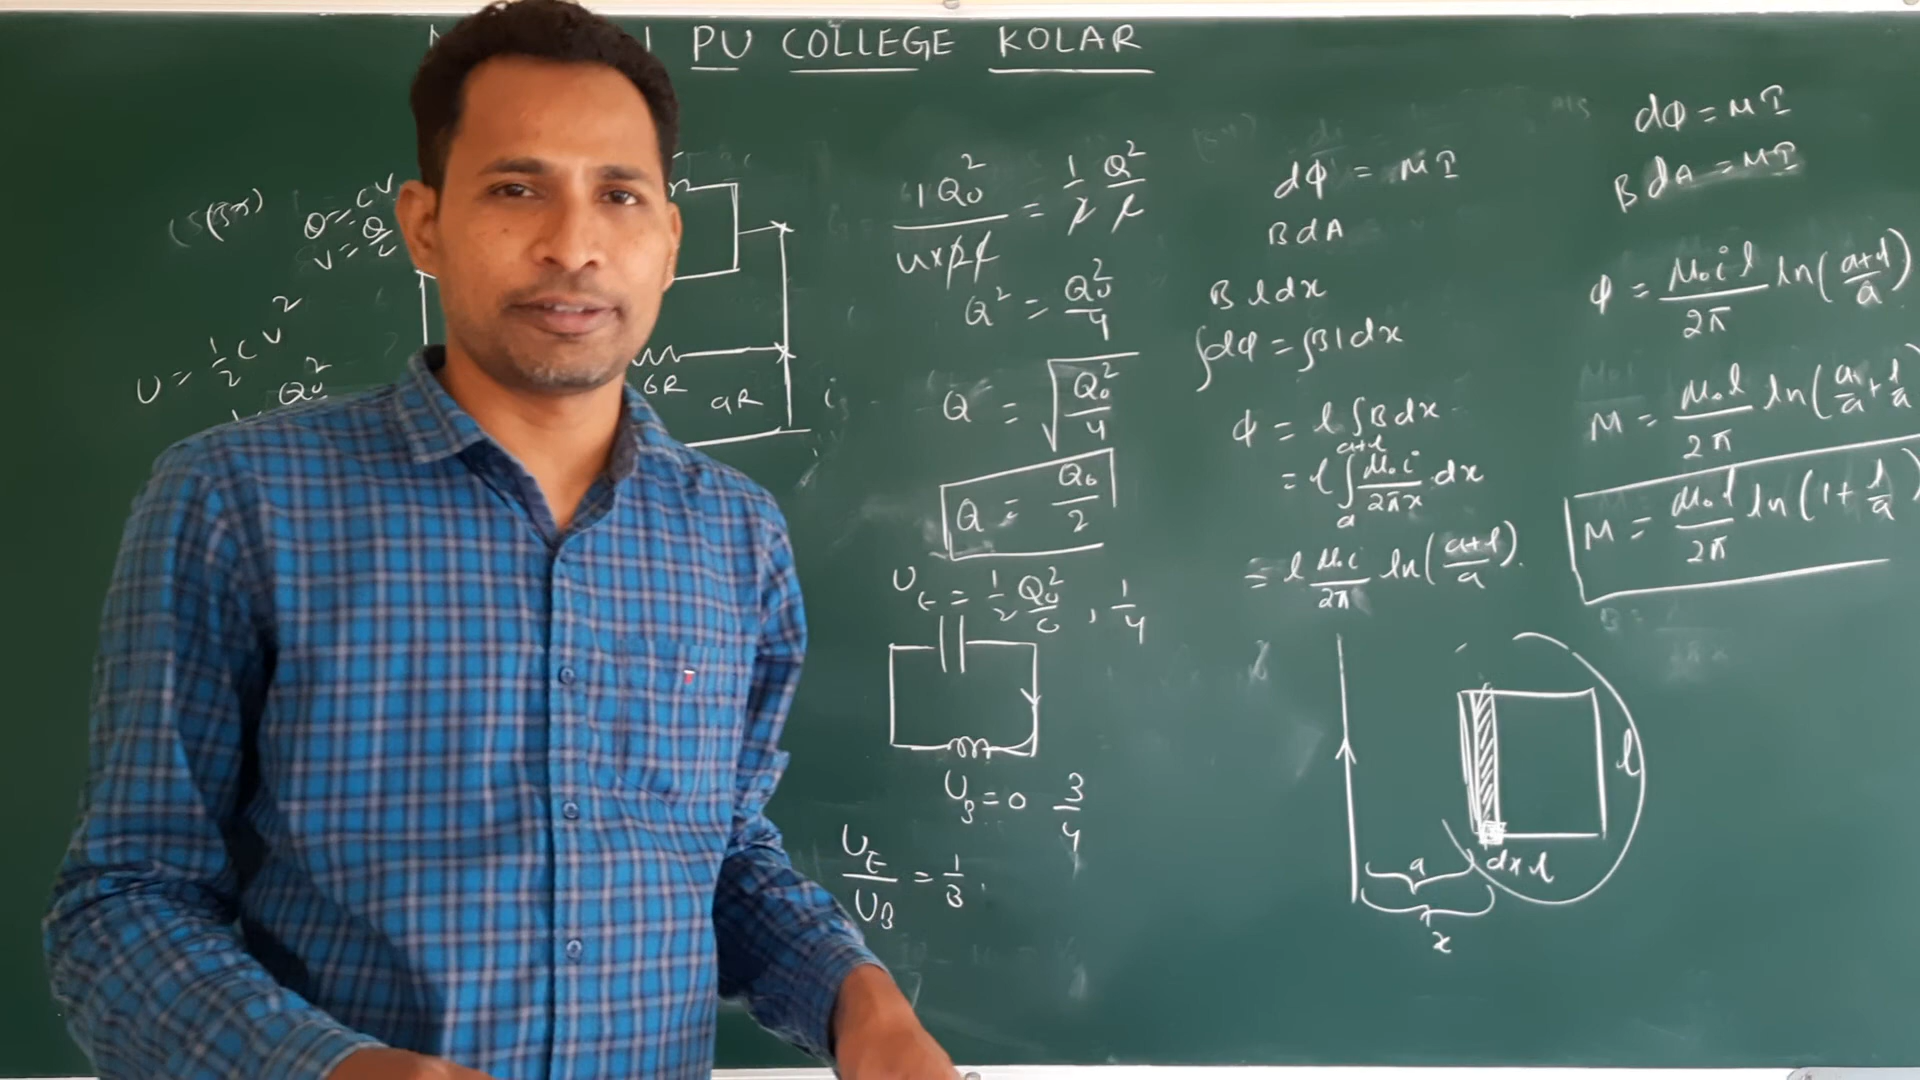 PU COLLEGE KOLAR
Q = CV
V = Q/C
U = 1/2 CV²
Q₀²
6R
9R
1Q₀²/4×2C = 1/2 Q²/C
Q² = Q₀²/4
Q = √(Q₀²/4)
Q = Q₀/2
U_E = 1/2 Q₀²/C , 1/4
U_B = 0 3/4
U_E/U_B = 1/3
dΦ = MI
BdA
Bldx
∫dΦ = ∫Bldx
Φ = l∫Bdx
= l∫ₐᵃ⁺ˡ μ₀i/2πx dx
= l μ₀i/2π ln(a+l/a).
a
dx
l
x
l
dΦ = MI
BdA = MI
Φ = μ₀il/2π ln(a+l/a)
M = μ₀l/2π ln(a/a + l/a)
M = μ₀l/2π ln(1 + l/a)